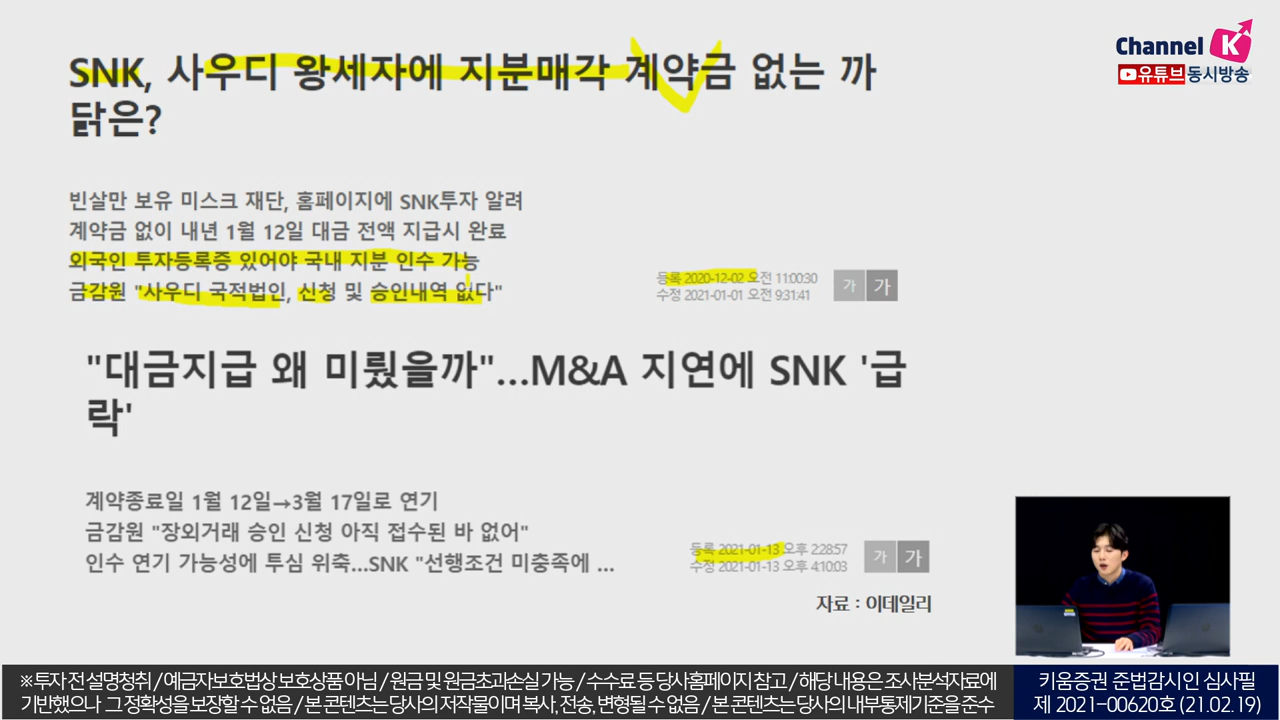 Channel K
유튜브동시방송
SNK, 사우디 왕세자에 지분매각 계약금 없는 까
닭은?
빈살만 보유 미스크 재단, 홈페이지에 SNK투자 알려
계약금 없이 내년 1월 12일 대금 전액 지급시 완료
외국인 투자등록증 있어야 국내 지분 인수 가능
금감원 "사우디 국적법인, 신청 및 승인내역 없다"
등록 2020-12-02 오전 11:00:30
수정 2021-01-01 오전 9:31:41
가 가
"대금지급 왜 미뤘을까"...M&A 지연에 SNK '급
락'
계약종료일 1월 12일→3월 17일로 연기
금감원 "장외거래 승인 신청 아직 접수된 바 없어"
인수 연기 가능성에 투심 위축...SNK "선행조건 미충족에 ...
등록 2021-01-13 오후 2:28:57
수정 2021-01-13 오후 4:10:03
가 가
자료 : 이데일리
※ 투자 전 설명청취 / 예금자보호법상 보호상품 아님 / 원금 및 원금초과손실 가능 / 수수료 등 당사홈페이지 참고 / 해당 내용은 조사분석자료에
기반했으나 그 정확성을 보장할 수 없음 / 본 콘텐츠는 당사의 저작물이며 복사, 전송, 변형될 수 없음 / 본 콘텐츠는 당사의 내부통제기준을 준수
키움증권 준법감시인 심사필
제 2021-00620호 (21.02.19)